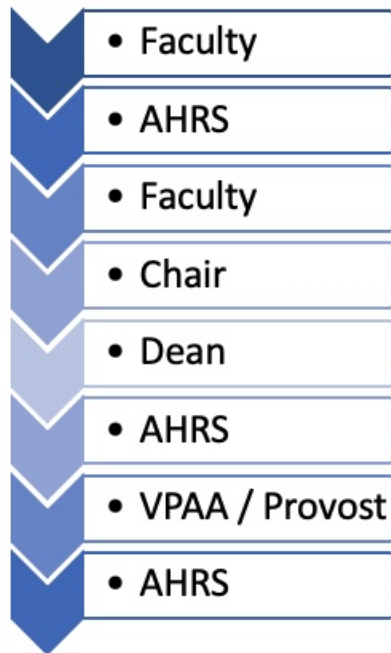 • Faculty
• AHRS
• Faculty
• Chair
• Dean
• AHRS
• VPAA / Provost
• AHRS